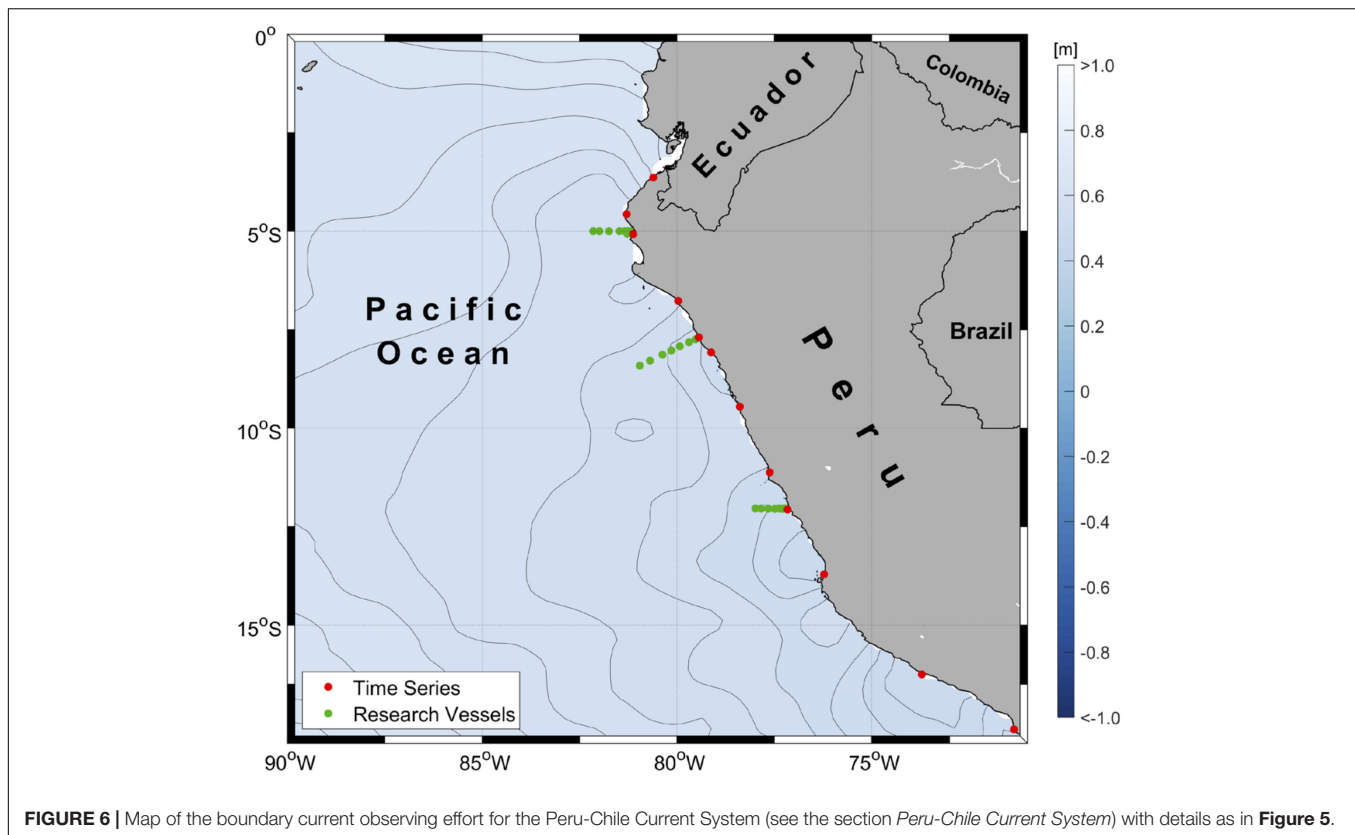 0°
[m]
>1.0
0.8
0.6
0.4
0.2
0
-0.2
-0.4
-0.6
-0.8
<-1.0
Colombia
Ecuador
5°S
Pacific
Ocean
Peru
Brazil
10°S
15°S
Time Series
Research Vessels
90°W
85°W
80°W
75°W
FIGURE 6 | Map of the boundary current observing effort for the Peru-Chile Current System (see the section Peru-Chile Current System) with details as in Figure 5.